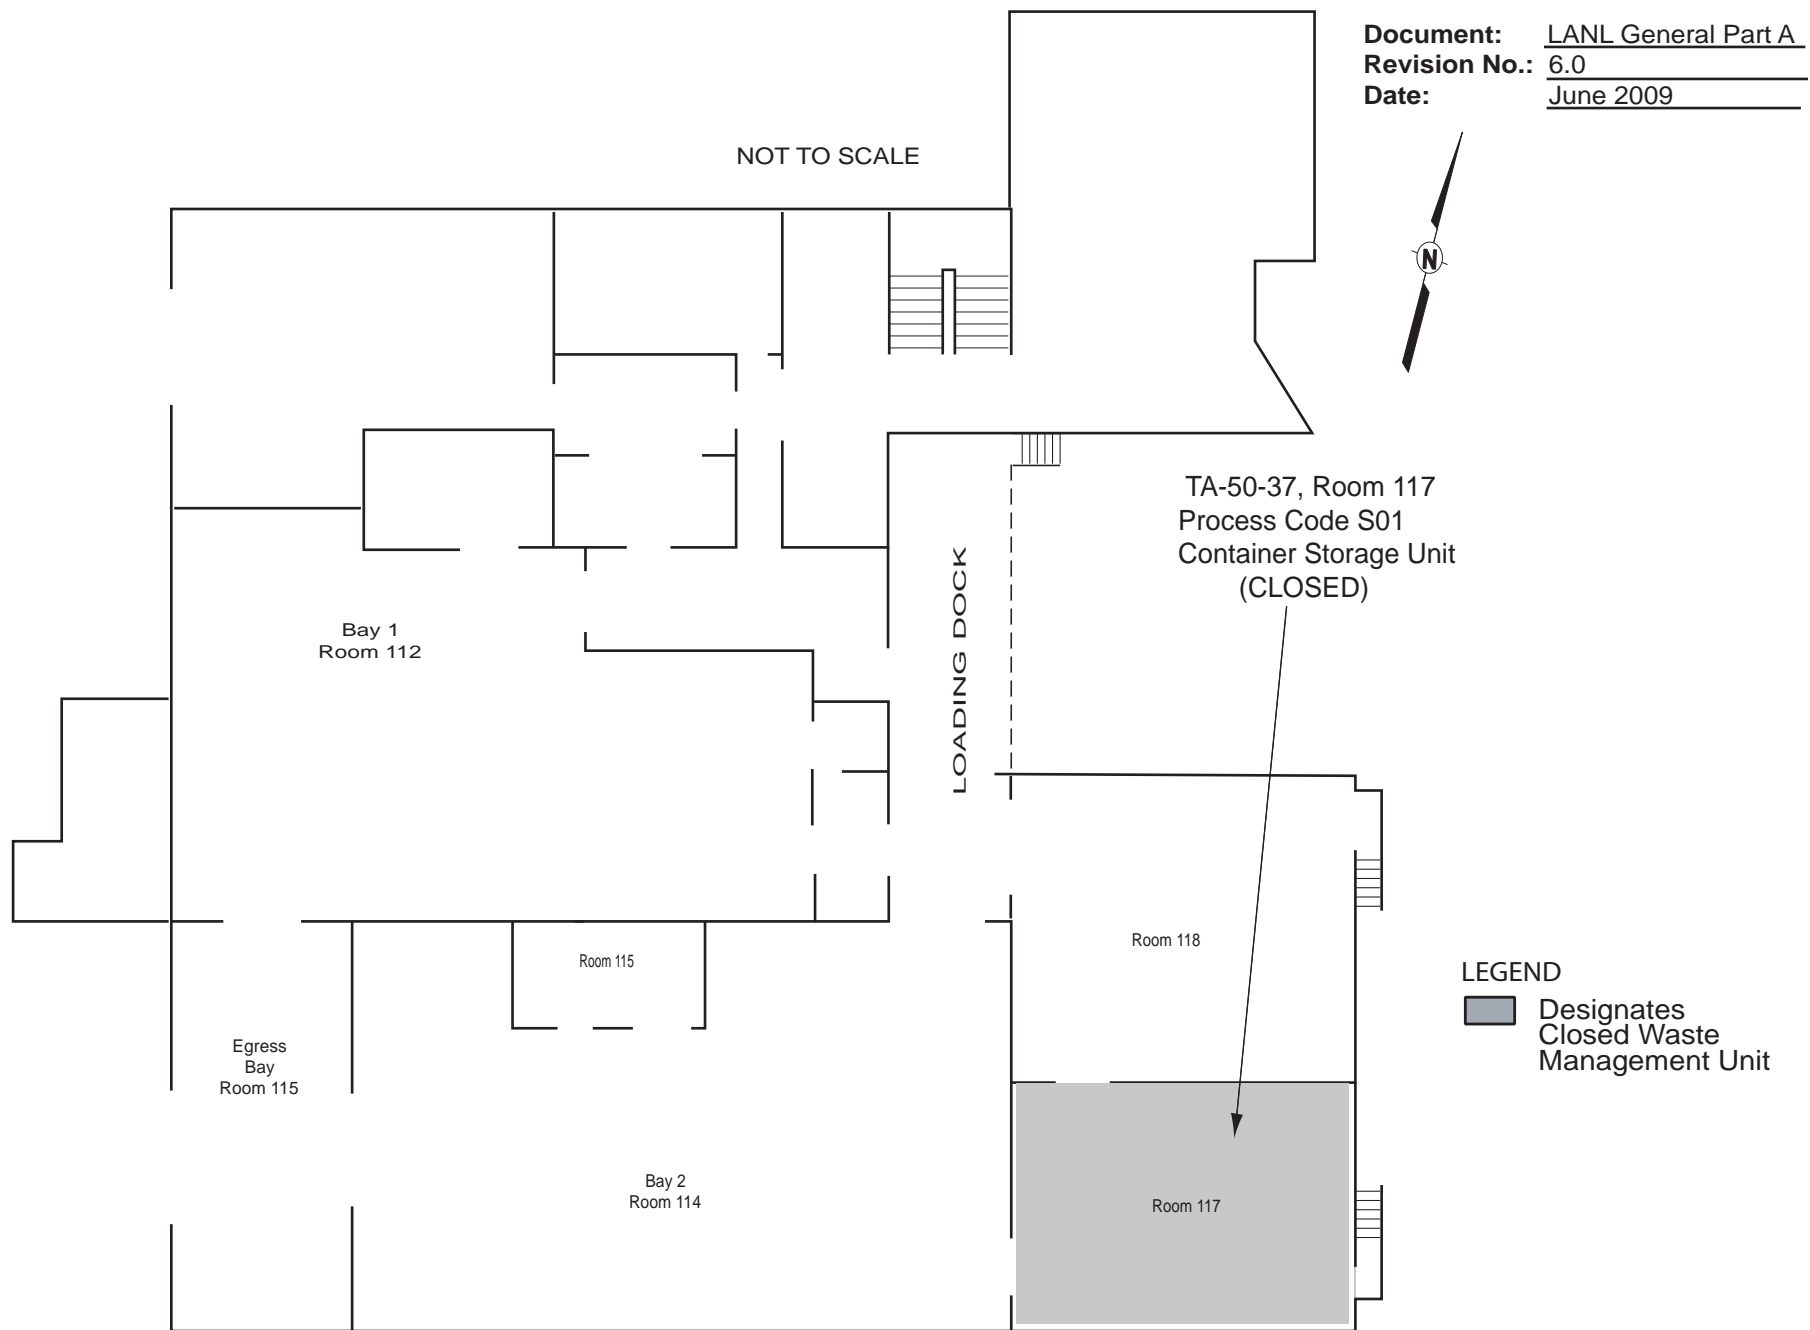 Document: LANL General Part A
Revision No.: 6.0
Date: June 2009
NOT TO SCALE
N
TA-50-37, Room 117
Process Code S01
Container Storage Unit
(CLOSED)
LOADING DOCK
Bay 1
Room 112
Room 118
Room 115
LEGEND
Designates
Closed Waste
Management Unit
Egress
Bay
Room 115
Bay 2
Room 114
Room 117